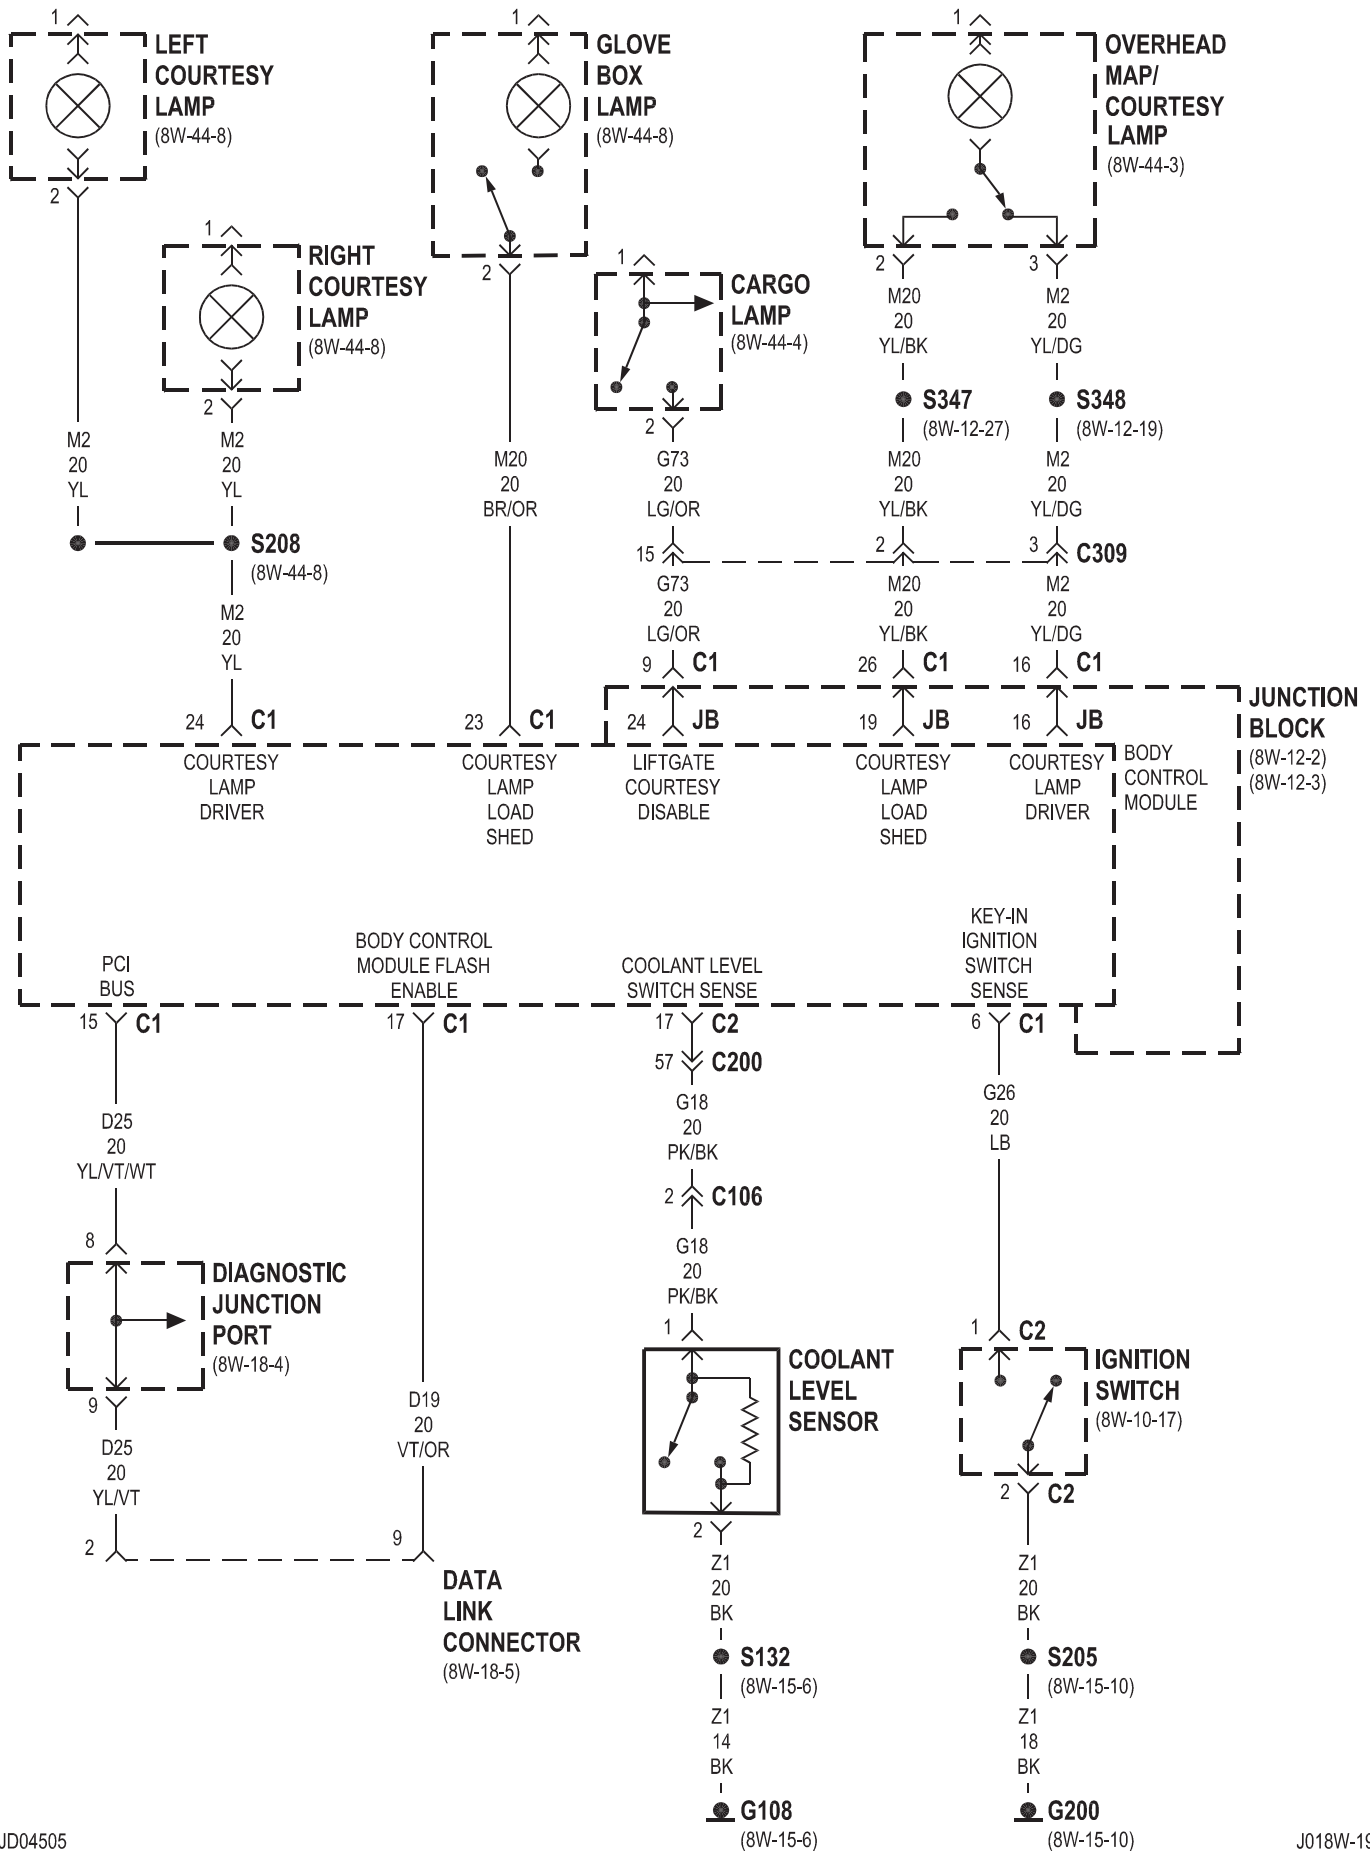 1
LEFT
COURTESY
LAMP
(8W-44-8)
2
1
GLOVE
BOX
LAMP
(8W-44-8)
2
1
OVERHEAD
MAP/
COURTESY
LAMP
(8W-44-3)
2
3
1
RIGHT
COURTESY
LAMP
(8W-44-8)
2
1
CARGO
LAMP
(8W-44-4)
2
M20
20
YL/BK
M2
20
YL/DG
S347
(8W-12-27)
S348
(8W-12-19)
M2
20
YL
M2
20
YL
M20
20
BR/OR
G73
20
LG/OR
M20
20
YL/BK
M2
20
YL/DG
S208
(8W-44-8)
15
2
3
C309
M2
20
YL
G73
20
LG/OR
M20
20
YL/BK
M2
20
YL/DG
9 C1
26 C1
16 C1
24 C1
23 C1
24 JB
19 JB
16 JB
JUNCTION
BLOCK
(8W-12-2)
(8W-12-3)
COURTESY
LAMP
DRIVER
COURTESY
LAMP
LOAD
SHED
LIFTGATE
COURTESY
DISABLE
COURTESY
LAMP
LOAD
SHED
COURTESY
LAMP
DRIVER
BODY
CONTROL
MODULE
PCI
BUS
BODY CONTROL
MODULE FLASH
ENABLE
COOLANT LEVEL
SWITCH SENSE
KEY-IN
IGNITION
SWITCH
SENSE
15 C1
17 C1
17 C2
6 C1
57 C200
D25
20
YL/VT/WT
G18
20
PK/BK
G26
20
LB
2 C106
8
DIAGNOSTIC
JUNCTION
PORT
(8W-18-4)
9
G18
20
PK/BK
1
COOLANT
LEVEL
SENSOR
2
1 C2
IGNITION
SWITCH
(8W-10-17)
2 C2
D25
20
YL/VT
D19
20
VT/OR
2
9
DATA
LINK
CONNECTOR
(8W-18-5)
Z1
20
BK
Z1
20
BK
S132
(8W-15-6)
S205
(8W-15-10)
Z1
14
BK
Z1
18
BK
G108
(8W-15-6)
G200
(8W-15-10)
JD04505
J018W-19